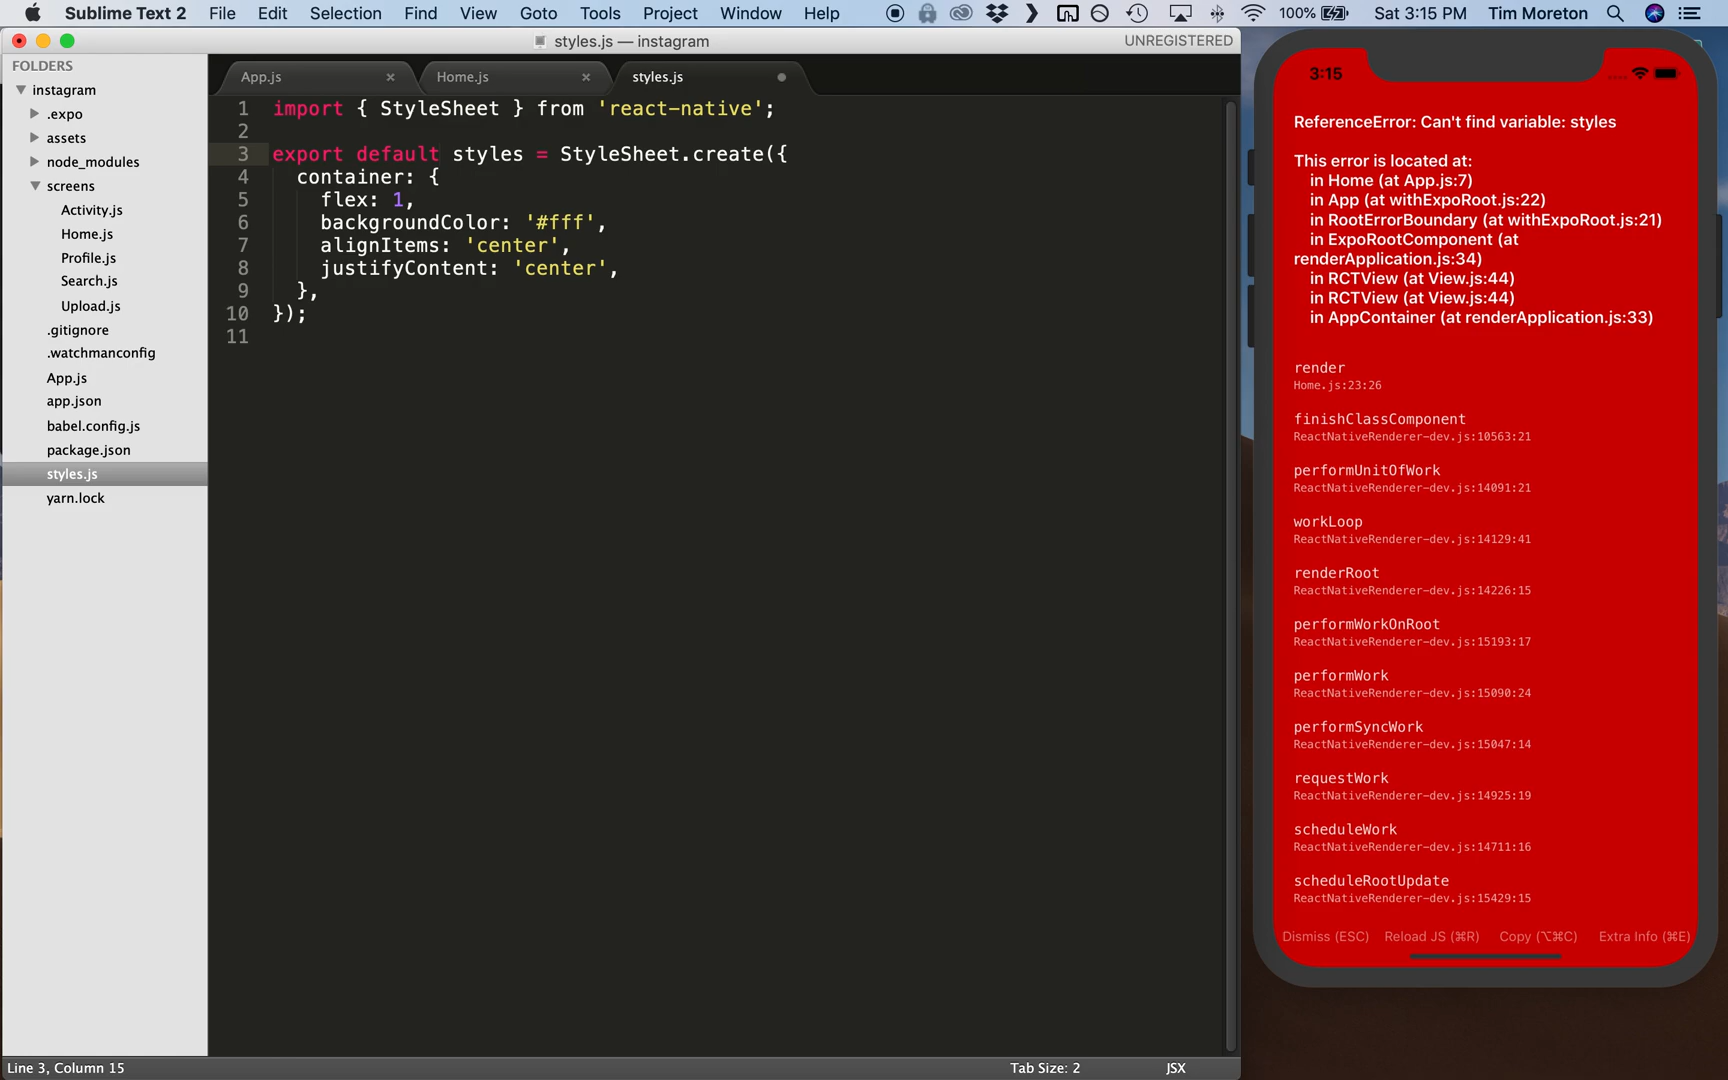 Sublime Text 2 File Edit Selection Find View Goto Tools Project Window Help 100% Sat 3:15 PM Tim Moreton
styles.js — instagram UNREGISTERED
FOLDERS
instagram
.expo
assets
node_modules
screens
Activity.js
Home.js
Profile.js
Search.js
Upload.js
.gitignore
.watchmanconfig
App.js
app.json
babel.config.js
package.json
styles.js
yarn.lock
App.js × Home.js × styles.js
1 import { StyleSheet } from 'react-native';
2
3 export default styles = StyleSheet.create({
4 container: {
5 flex: 1,
6 backgroundColor: '#fff',
7 alignItems: 'center',
8 justifyContent: 'center',
9 },
10 });
11
Line 3, Column 15 Tab Size: 2 JSX
3:15
ReferenceError: Can't find variable: styles
This error is located at:
in Home (at App.js:7)
in App (at withExpoRoot.js:22)
in RootErrorBoundary (at withExpoRoot.js:21)
in ExpoRootComponent (at
renderApplication.js:34)
in RCTView (at View.js:44)
in RCTView (at View.js:44)
in AppContainer (at renderApplication.js:33)
render
Home.js:23:26
finishClassComponent
ReactNativeRenderer-dev.js:10563:21
performUnitOfWork
ReactNativeRenderer-dev.js:14091:21
workLoop
ReactNativeRenderer-dev.js:14129:41
renderRoot
ReactNativeRenderer-dev.js:14226:15
performWorkOnRoot
ReactNativeRenderer-dev.js:15193:17
performWork
ReactNativeRenderer-dev.js:15090:24
performSyncWork
ReactNativeRenderer-dev.js:15047:14
requestWork
ReactNativeRenderer-dev.js:14925:19
scheduleWork
ReactNativeRenderer-dev.js:14711:16
scheduleRootUpdate
ReactNativeRenderer-dev.js:15429:15
Dismiss (ESC) Reload JS (⌘R) Copy (⌥⌘C) Extra Info (⌘E)